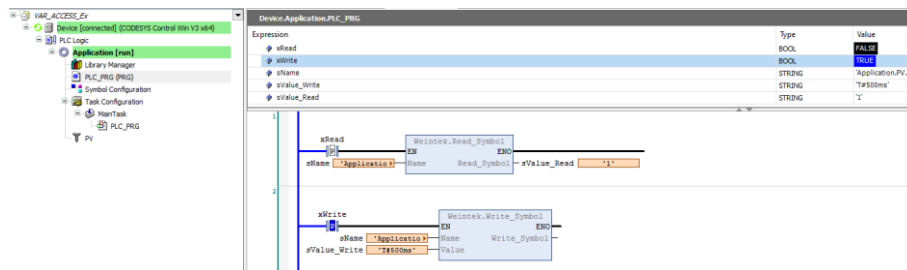 VAR_ACCESS_Ex
Device [connected] (CODESYS Control Win V3 x64)
PLC Logic
Application [run]
Library Manager
PLC_PRG (PRG)
Symbol Configuration
Task Configuration
MainTask
PLC_PRG
PV
Device.Application.PLC_PRG
Expression Type Value
xRead BOOL FALSE
xWrite BOOL TRUE
sName STRING 'Application.PV.
sValue_Write STRING 'T#500ms'
sValue_Read STRING '1'
1
xRead Weintek.Read_Symbol
P EN ENO
sName 'Applicatio Name Read_Symbol sValue_Read '1'
2
xWrite Weintek.Write_Symbol
P EN ENO
sName 'Applicatio Name Write_Symbol
sValue_Write 'T#500ms' Value